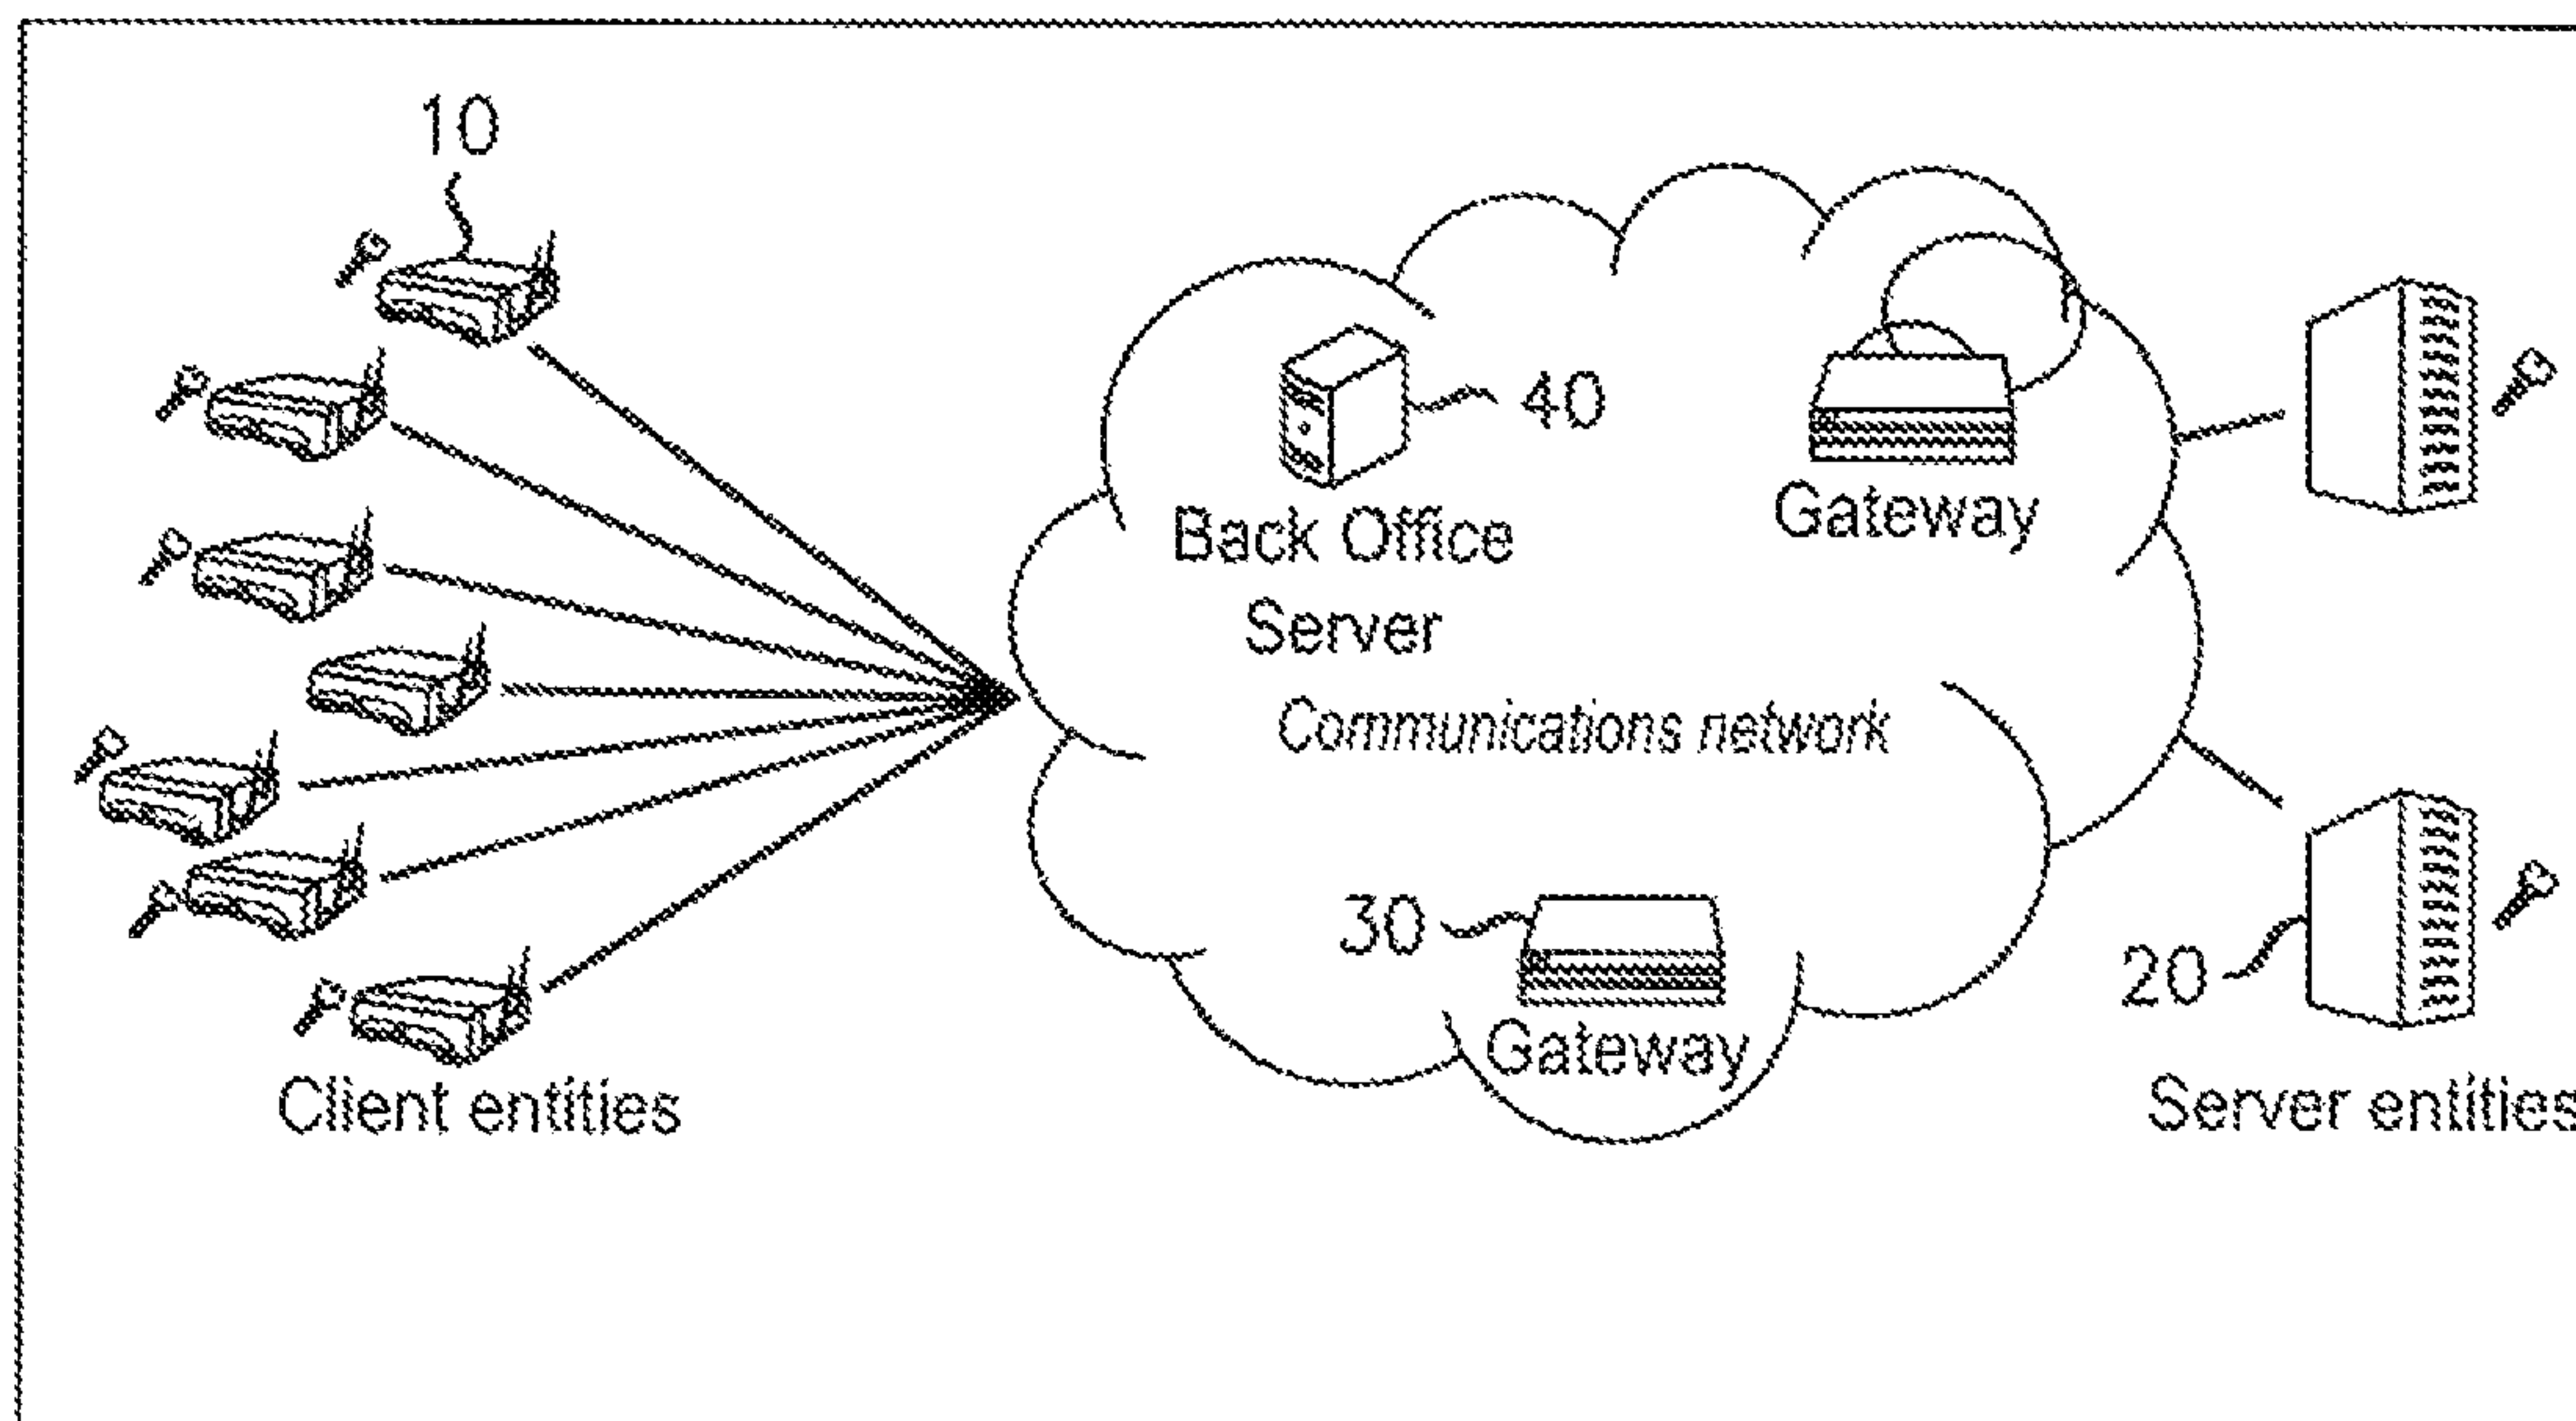 10
40
Back Office
Server
Gateway
Communications network
30
Gateway
20
Client entities
Server entities